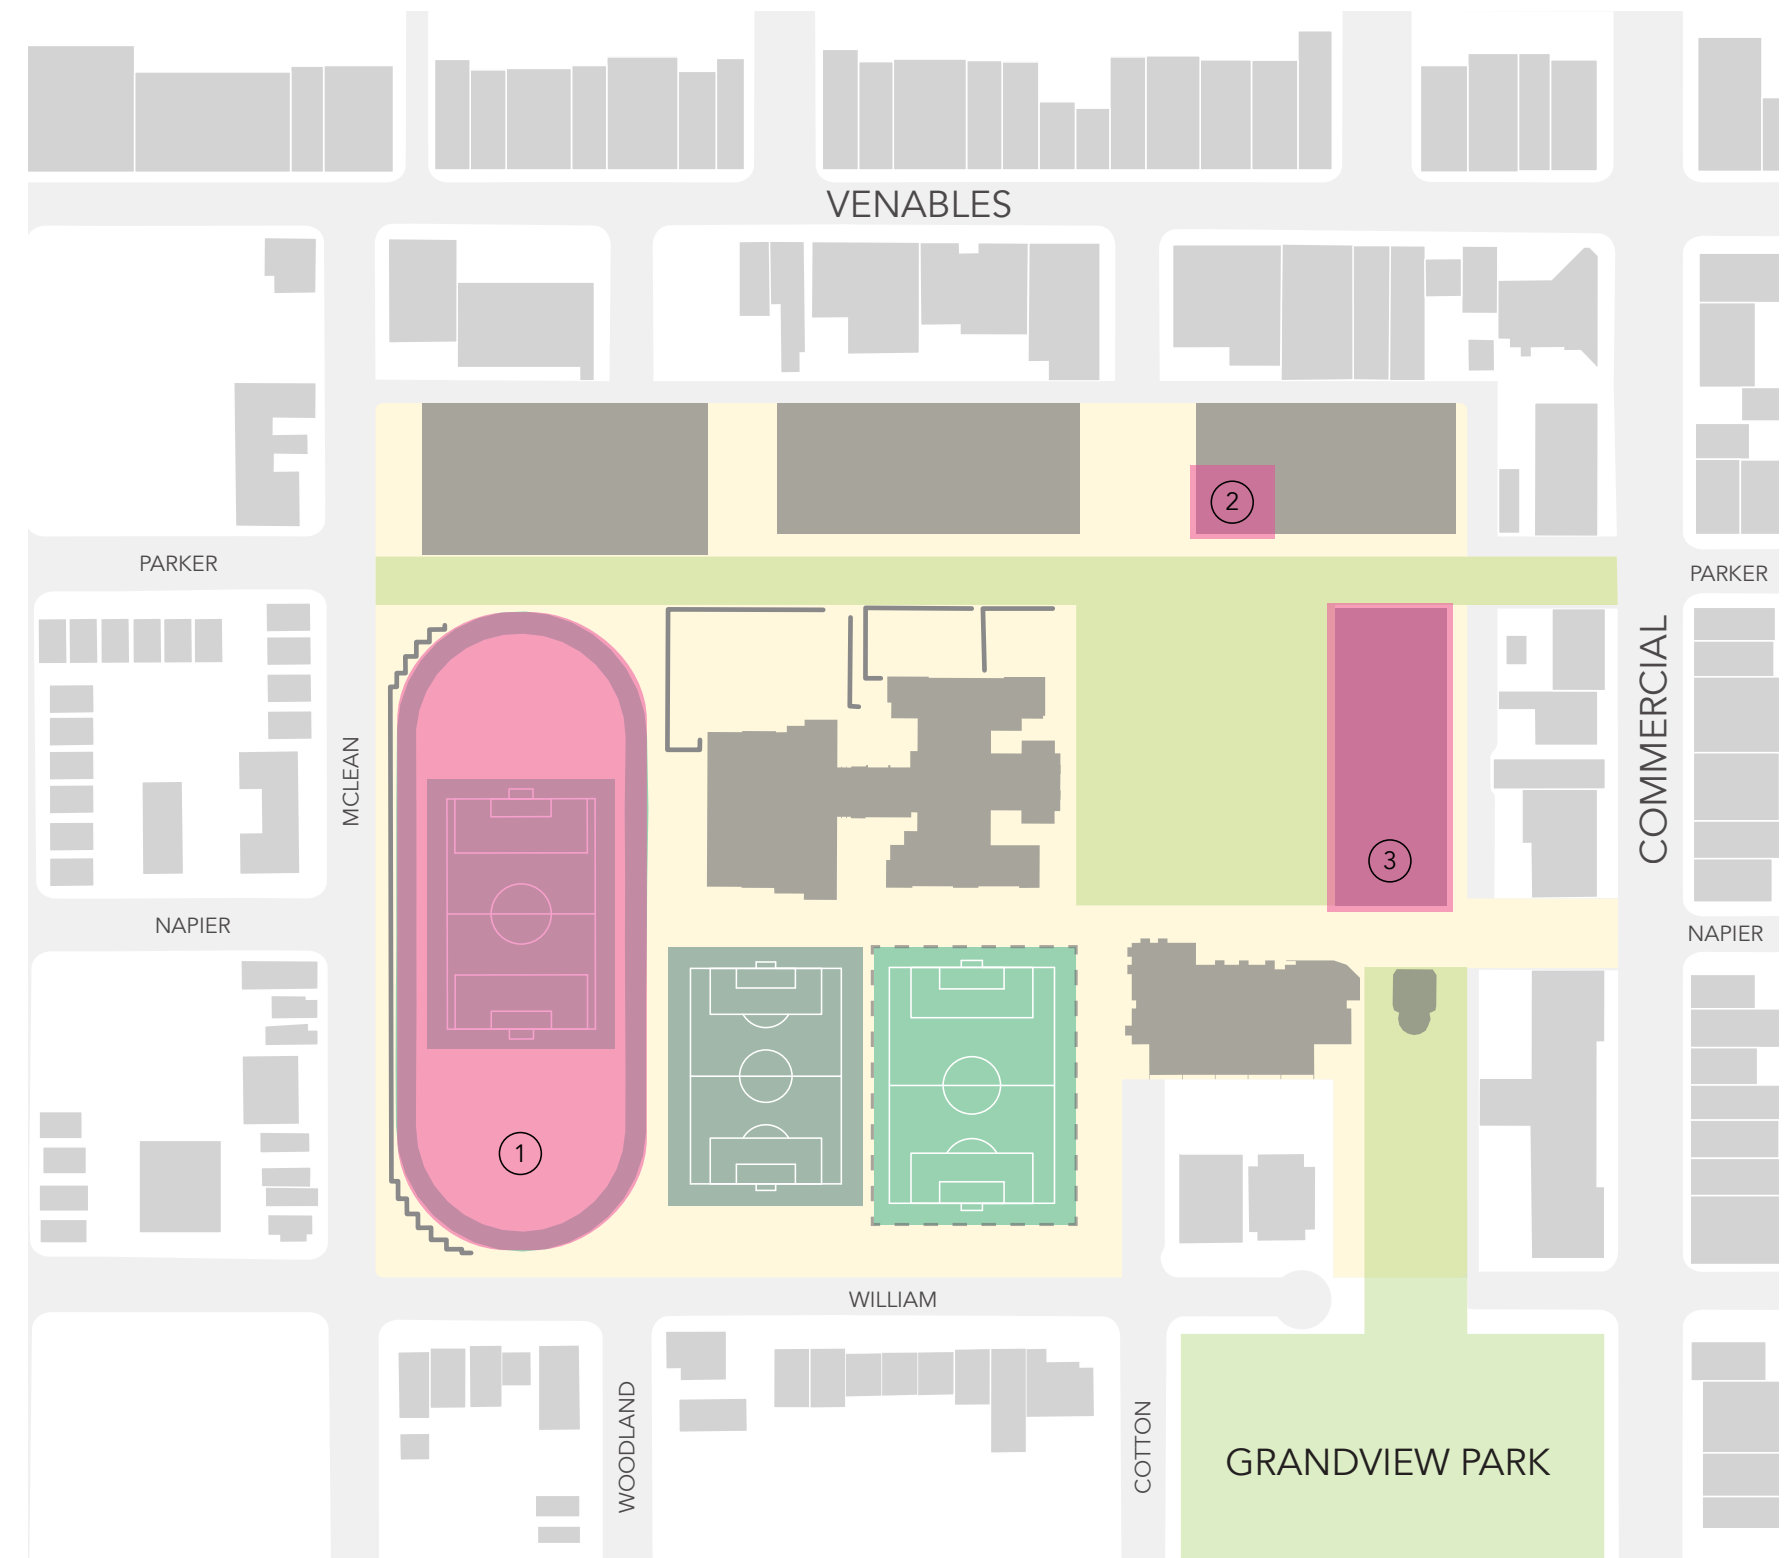 VENABLES
2
PARKER
PARKER
COMMERCIAL
MCLEAN
3
NAPIER
NAPIER
1
WILLIAM
WOODLAND
COTTON
GRANDVIEW PARK